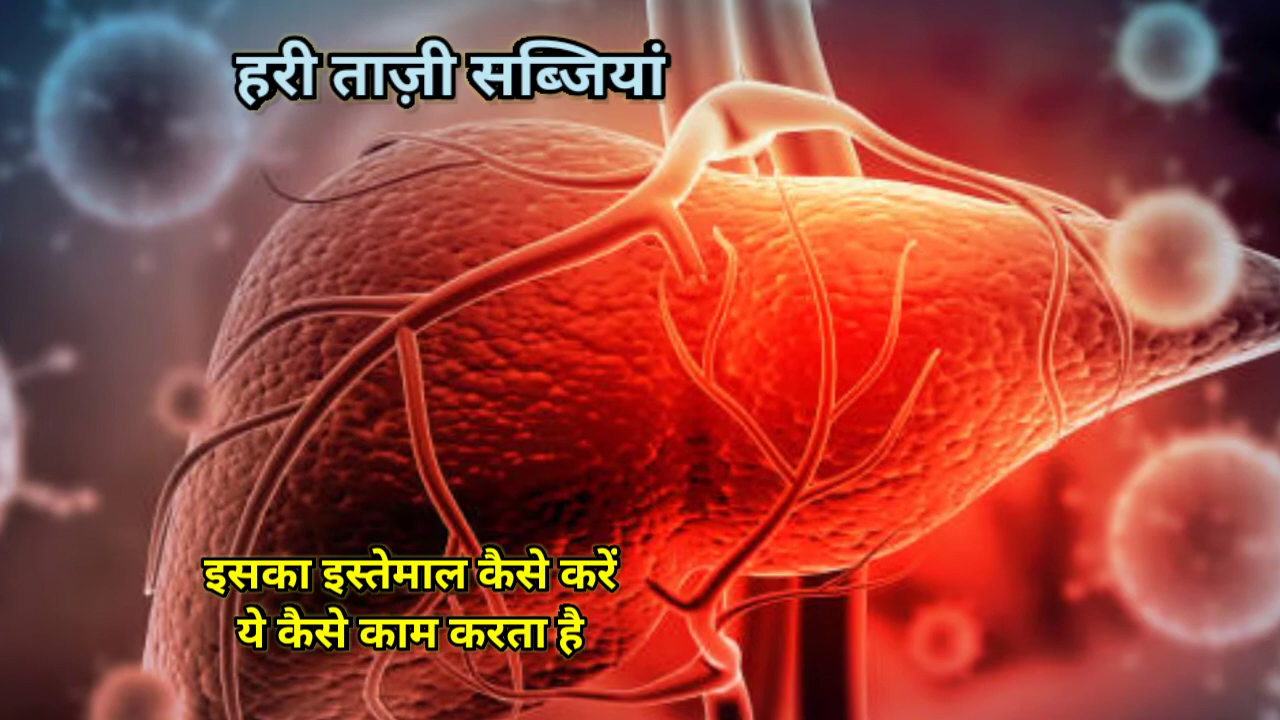 हरी ताज़ी सब्जियां
इसका इस्तेमाल कैसे करें
ये कैसे काम करता है